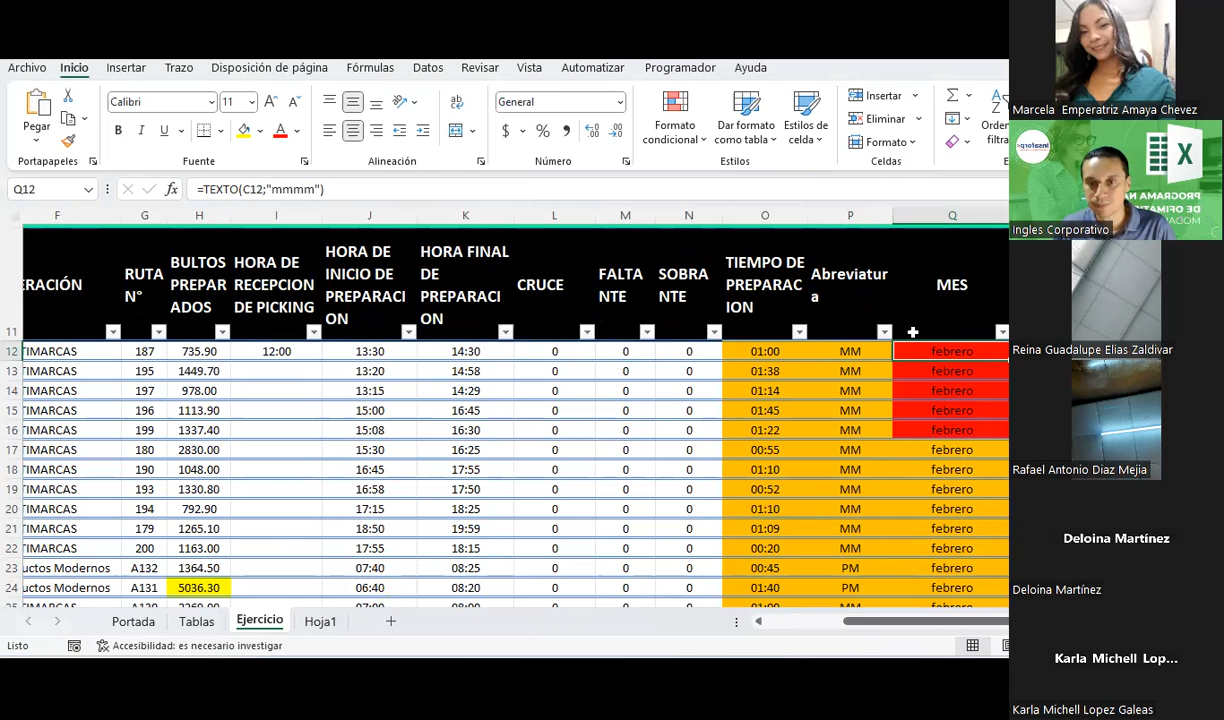 Archivo Inicio Insertar Trazo Disposición de página Fórmulas Datos Revisar Vista Automatizar Programador Ayuda
Pegar
Calibri 11
N K S
General
$ %
Formato condicional
Dar formato como tabla
Estilos de celda
Insertar
Eliminar
Formato
Portapapeles Fuente Alineación Número Estilos Celdas
Q12 fx =TEXTO(C12;"mmmm")
F G H I J K L M N O P Q
11 ERACIÓN RUTA N° BULTOS PREPARADOS HORA DE RECEPCION DE PICKING HORA DE INICIO DE PREPARACION HORA FINAL DE PREPARACION CRUCE FALTANTE SOBRANTE TIEMPO DE PREPARACION Abreviatura MES
12 TIMARCAS 187 735.90 12:00 13:30 14:30 0 0 0 01:00 MM febrero
13 TIMARCAS 195 1449.70 13:20 14:58 0 0 0 01:38 MM febrero
14 TIMARCAS 197 978.00 13:15 14:29 0 0 0 01:14 MM febrero
15 TIMARCAS 196 1113.90 15:00 16:45 0 0 0 01:45 MM febrero
16 TIMARCAS 199 1337.40 15:08 16:30 0 0 0 01:22 MM febrero
17 TIMARCAS 180 2830.00 15:30 16:25 0 0 0 00:55 MM febrero
18 TIMARCAS 190 1048.00 16:45 17:55 0 0 0 01:10 MM febrero
19 TIMARCAS 193 1330.80 16:58 17:50 0 0 0 00:52 MM febrero
20 TIMARCAS 194 792.90 17:15 18:25 0 0 0 01:10 MM febrero
21 TIMARCAS 179 1265.10 18:50 19:59 0 0 0 01:09 MM febrero
22 TIMARCAS 200 1163.00 17:55 18:15 0 0 0 00:20 MM febrero
23 uctos Modernos A132 1364.50 07:40 08:25 0 0 0 00:45 PM febrero
24 uctos Modernos A131 5036.30 06:40 08:20 0 0 0 01:40 PM febrero
Portada Tablas Ejercicio Hoja1 +
Listo Accesibilidad: es necesario investigar
Marcela Emperatriz Amaya Chevez
Insaforp
X
PROGRAMA NA
DE OFIMATIC
Ingles Corporativo
Reina Guadalupe Elias Zaldivar
Rafael Antonio Diaz Mejia
Deloina Martínez
Deloina Martínez
Karla Michell Lop...
Karla Michell Lopez Galeas